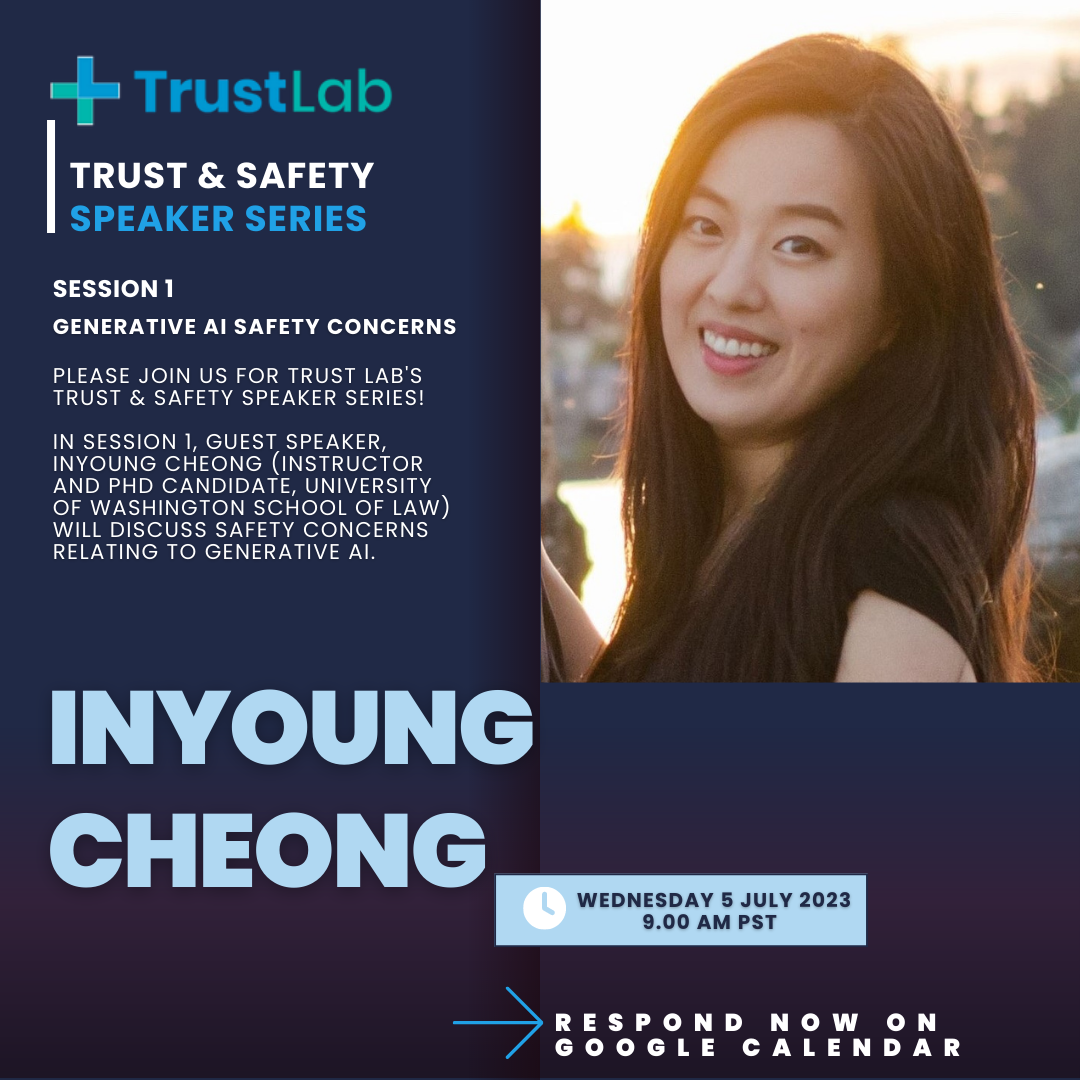 TrustLab
TRUST & SAFETY
SPEAKER SERIES
SESSION 1
GENERATIVE AI SAFETY CONCERNS
PLEASE JOIN US FOR TRUST LAB'S
TRUST & SAFETY SPEAKER SERIES!
IN SESSION 1, GUEST SPEAKER,
INYOUNG CHEONG (INSTRUCTOR
AND PHD CANDIDATE, UNIVERSITY
OF WASHINGTON SCHOOL OF LAW)
WILL DISCUSS SAFETY CONCERNS
RELATING TO GENERATIVE AI.
INYOUNG
CHEONG
WEDNESDAY 5 JULY 2023
9.00 AM PST
RESPOND NOW ON
GOOGLE CALENDAR